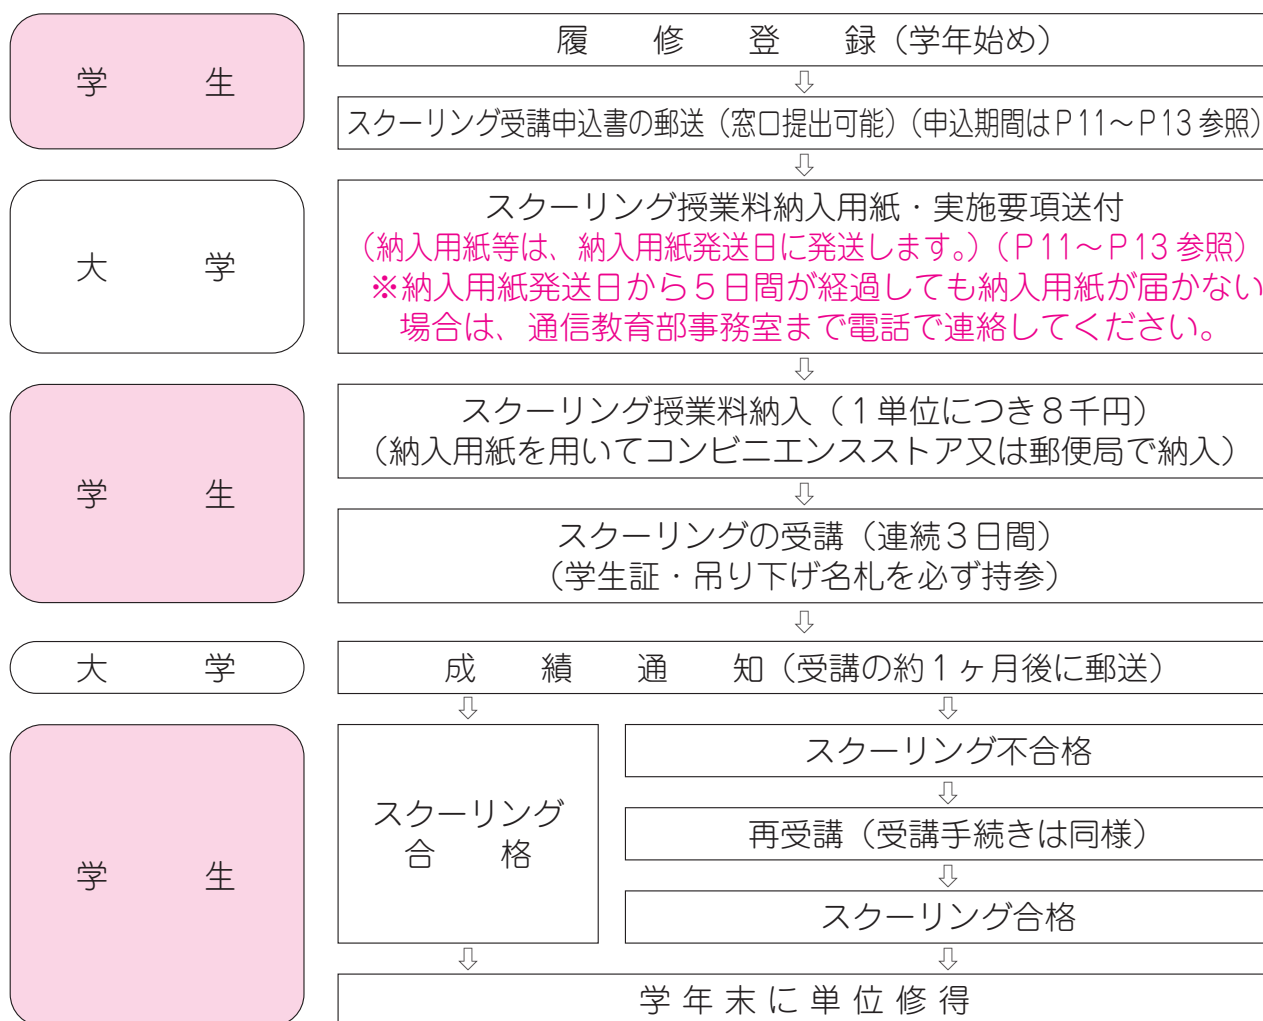 学 生
履 修 登 録（学年始め）
⇩
スクーリング受講申込書の郵送（窓口提出可能）（申込期間はＰ11～Ｐ13 参照）
⇩
大 学
スクーリング授業料納入用紙・実施要項送付
（納入用紙等は、納入用紙発送日に発送します。）（Ｐ11～Ｐ13 参照）
※納入用紙発送日から５日間が経過しても納入用紙が届かない
場合は、通信教育部事務室まで電話で連絡してください。
⇩
学 生
スクーリング授業料納入（１単位につき８千円）
（納入用紙を用いてコンビニエンスストア又は郵便局で納入）
⇩
スクーリングの受講（連続３日間）
（学生証・吊り下げ名札を必ず持参）
⇩
大 学
成 績 通 知（受講の約１ヶ月後に郵送）
⇩ ⇩
学 生
スクーリング
合 格
スクーリング不合格
⇩
再受講（受講手続きは同様）
⇩
スクーリング合格
⇩ ⇩
学年末に単位修得